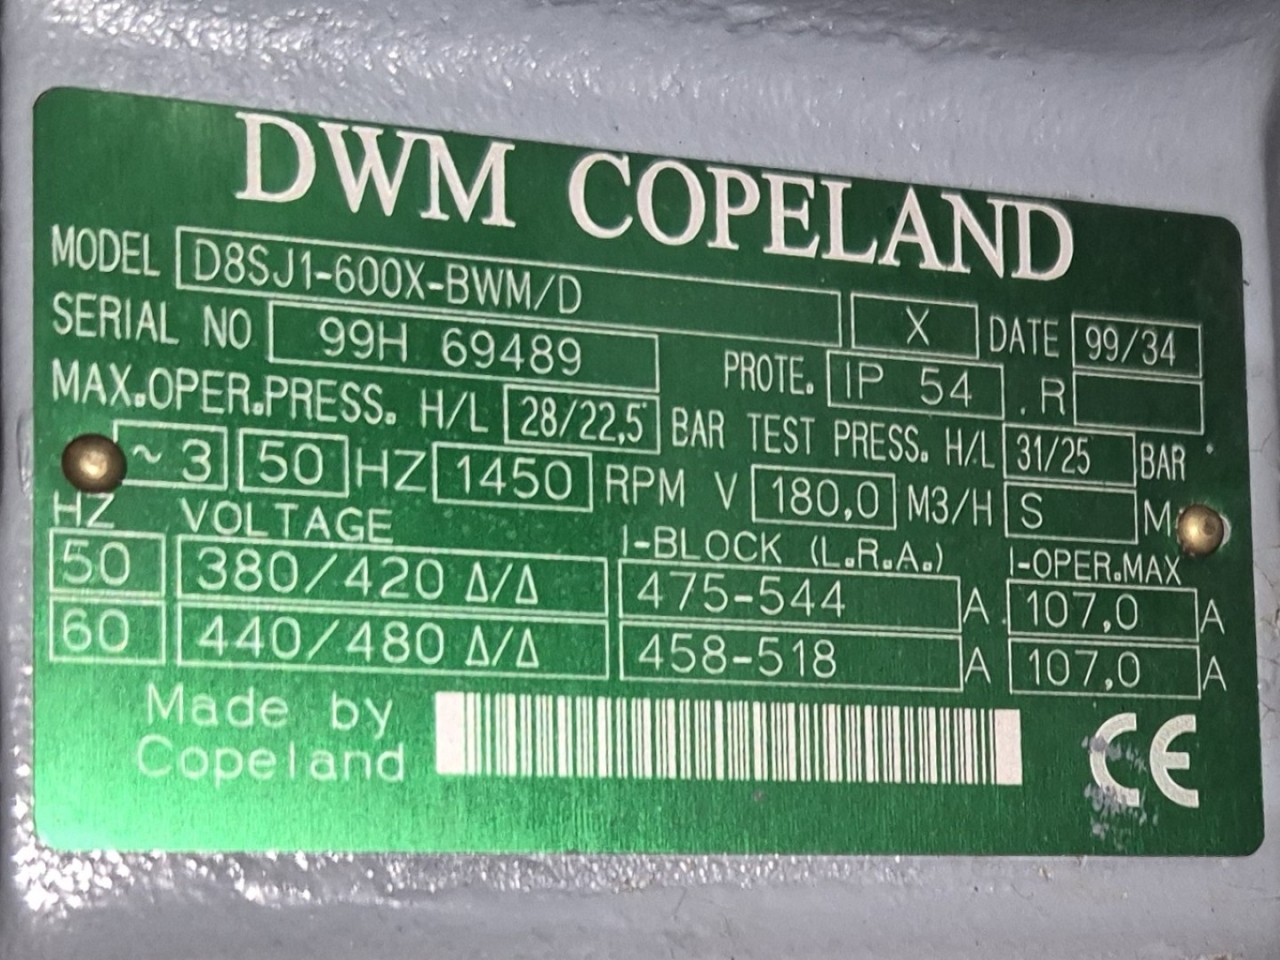 DWM COPELAND
MODEL D8SJ1-600X-BWM/D X DATE 99/34
SERIAL NO 99H 69489 PROTE. IP 54 .R
MAX.OPER.PRESS. H/L 28/22,5 BAR TEST PRESS. H/L 31/25 BAR
~3 50 HZ 1450 RPM V 180,0 M3/H S M
HZ VOLTAGE I-BLOCK (L.R.A.) I-OPER.MAX
50 380/420 Δ/Δ 475-544 A 107,0 A
60 440/480 Δ/Δ 458-518 A 107,0 A
Made by
Copeland
CE